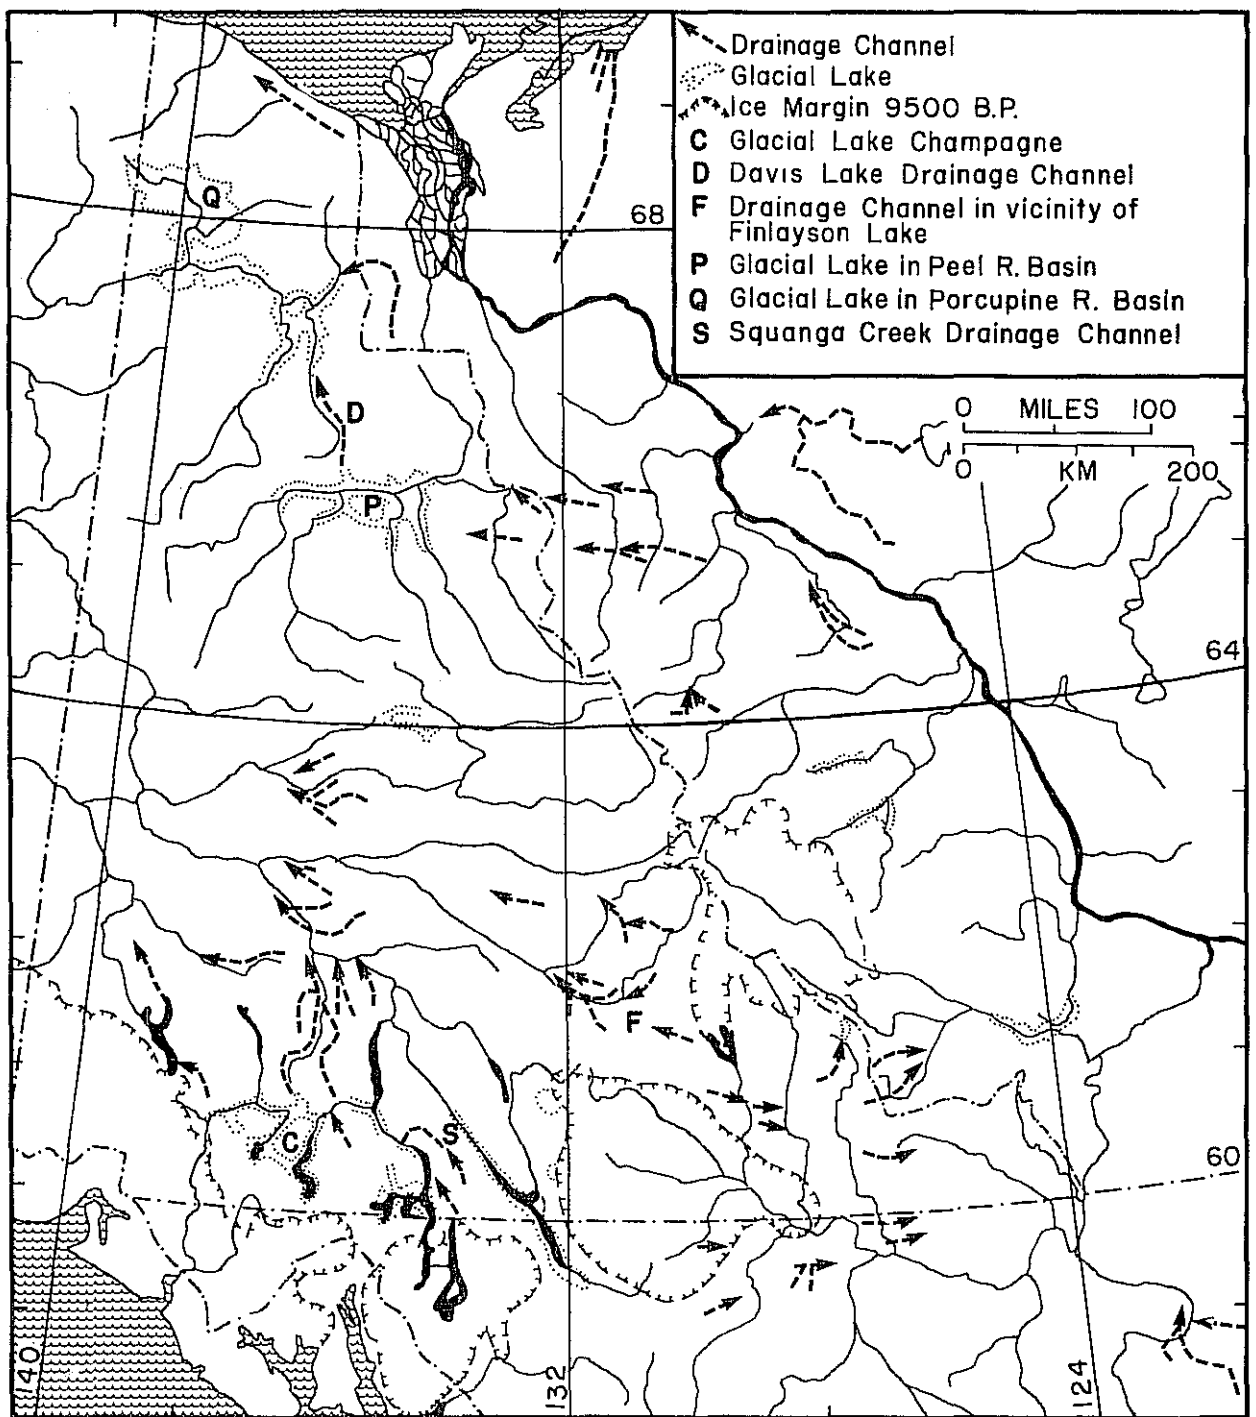 Drainage Channel
Glacial Lake
Ice Margin 9500 B.P.
C Glacial Lake Champagne
D Davis Lake Drainage Channel
F Drainage Channel in vicinity of
Finlayson Lake
P Glacial Lake in Peel R. Basin
Q Glacial Lake in Porcupine R. Basin
S Squanga Creek Drainage Channel
Q
68
0 MILES 100
0 KM 200
D
P
64
F
C
S
60
140
132
124